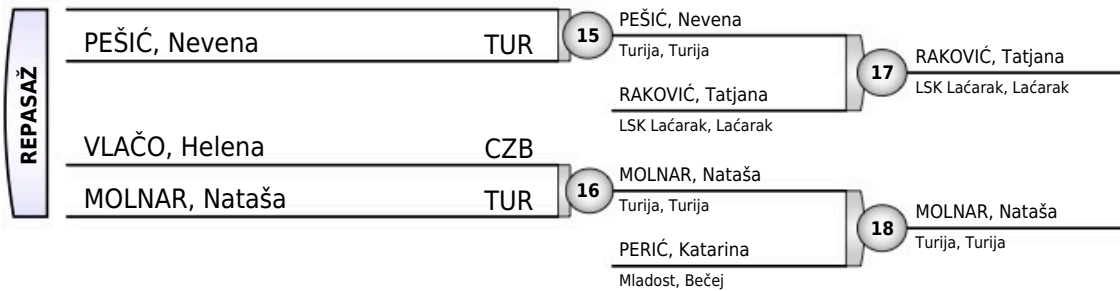 REPASAŽ
PEŠIĆ, Nevena TUR
VLAČO, Helena CZB
MOLNAR, Nataša TUR
15
PEŠIĆ, Nevena
Turija, Turija
RAKOVIĆ, Tatjana
LSK Laćarak, Laćarak
16
MOLNAR, Nataša
Turija, Turija
PERIĆ, Katarina
Mladost, Bečej
17
RAKOVIĆ, Tatjana
LSK Laćarak, Laćarak
18
MOLNAR, Nataša
Turija, Turija